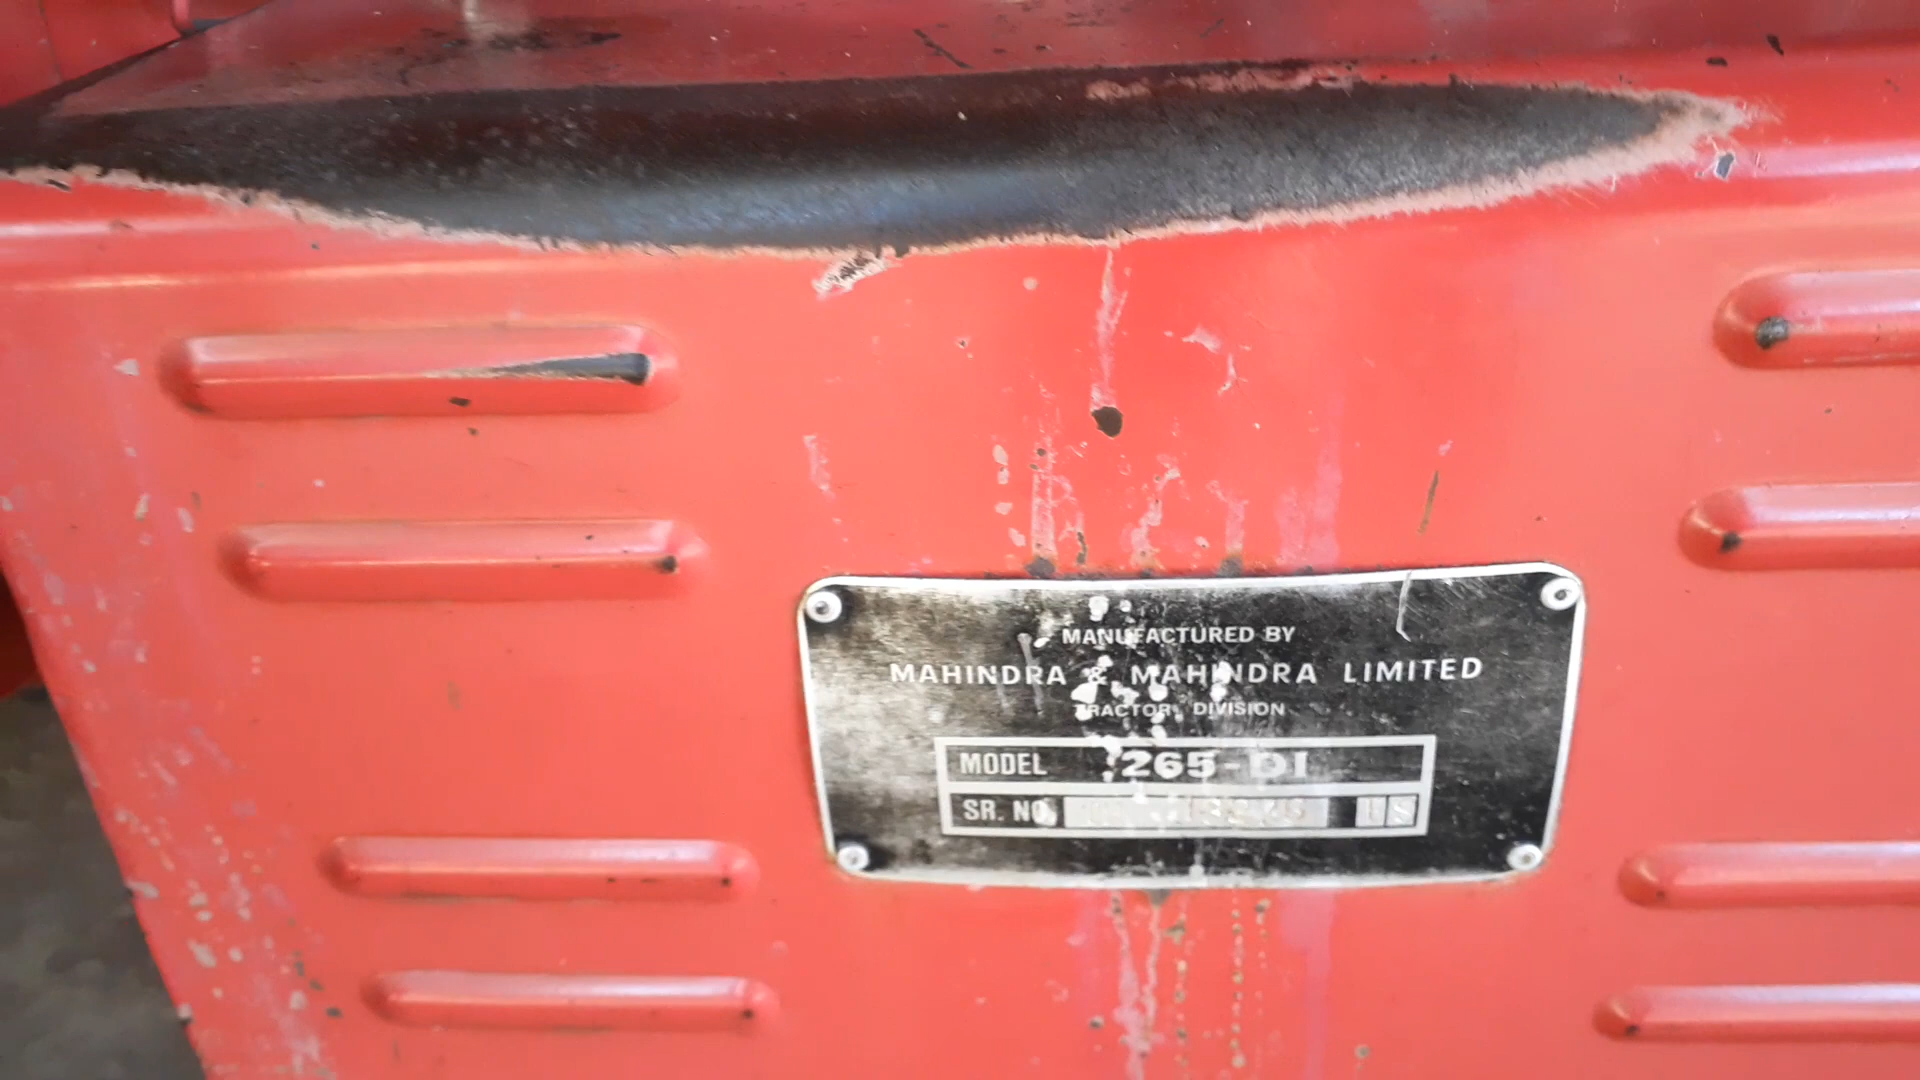 MANUFACTURED BY
MAHINDRA & MAHINDRA LIMITED
TRACTOR DIVISION
MODEL 265-DI
SR. NO.